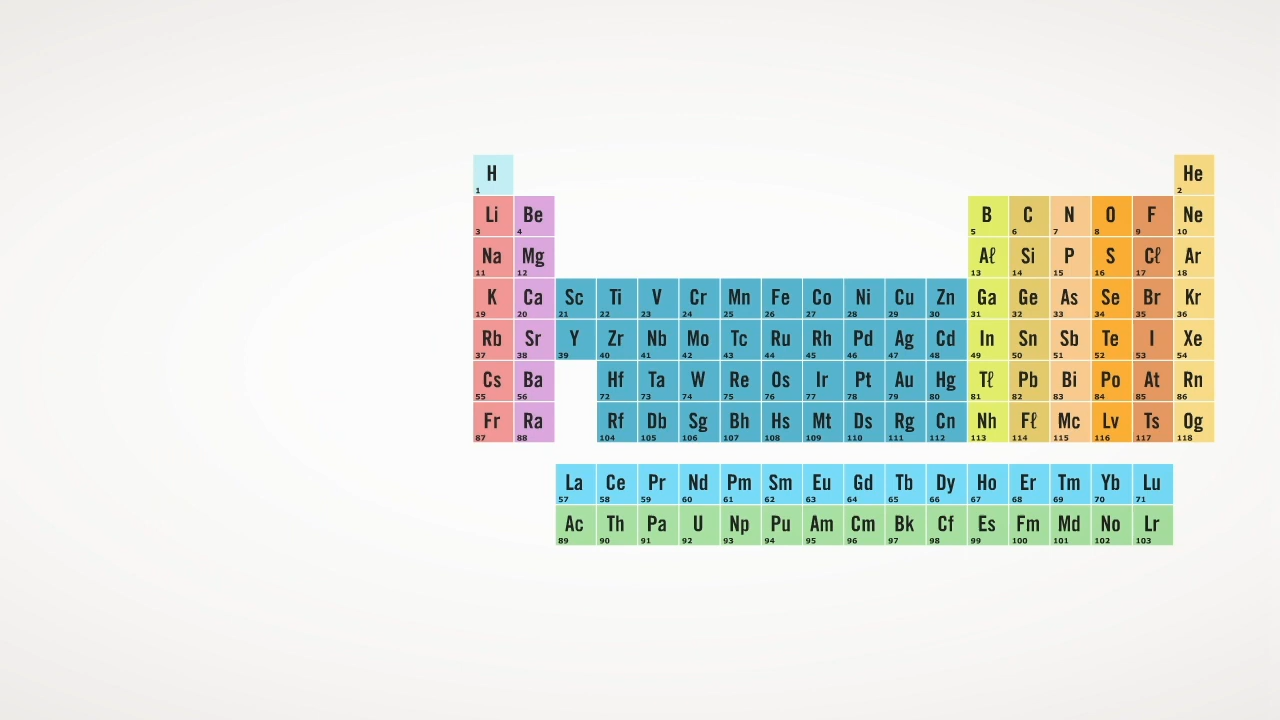 H He
1 2
Li Be B C N O F Ne
3 4 5 6 7 8 9 10
Na Mg Aℓ Si P S Cℓ Ar
11 12 13 14 15 16 17 18
K Ca Sc Ti V Cr Mn Fe Co Ni Cu Zn Ga Ge As Se Br Kr
19 20 21 22 23 24 25 26 27 28 29 30 31 32 33 34 35 36
Rb Sr Y Zr Nb Mo Tc Ru Rh Pd Ag Cd In Sn Sb Te I Xe
37 38 39 40 41 42 43 44 45 46 47 48 49 50 51 52 53 54
Cs Ba Hf Ta W Re Os Ir Pt Au Hg Tℓ Pb Bi Po At Rn
55 56 72 73 74 75 76 77 78 79 80 81 82 83 84 85 86
Fr Ra Rf Db Sg Bh Hs Mt Ds Rg Cn Nh Fℓ Mc Lv Ts Og
87 88 104 105 106 107 108 109 110 111 112 113 114 115 116 117 118
La Ce Pr Nd Pm Sm Eu Gd Tb Dy Ho Er Tm Yb Lu
57 58 59 60 61 62 63 64 65 66 67 68 69 70 71
Ac Th Pa U Np Pu Am Cm Bk Cf Es Fm Md No Lr
89 90 91 92 93 94 95 96 97 98 99 100 101 102 103